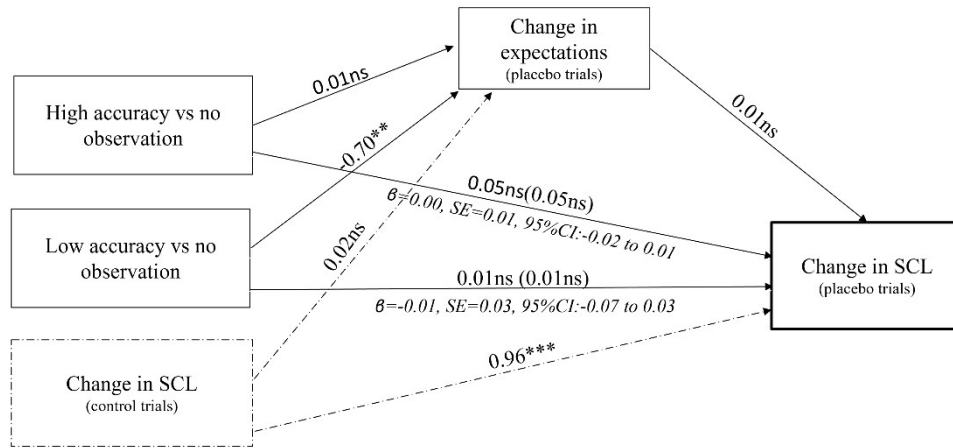 Change in
expectations
(placebo trials)
High accuracy vs no
observation
0.01ns
-0.70**
0.01ns
0.05ns(0.05ns)
β=0.00, SE=0.01, 95%CI:-0.02 to 0.01
Low accuracy vs no
observation
0.02ns
0.01ns (0.01ns)
β=-0.01, SE=0.03, 95%CI:-0.07 to 0.03
Change in SCL
(placebo trials)
Change in SCL
(control trials)
0.96***